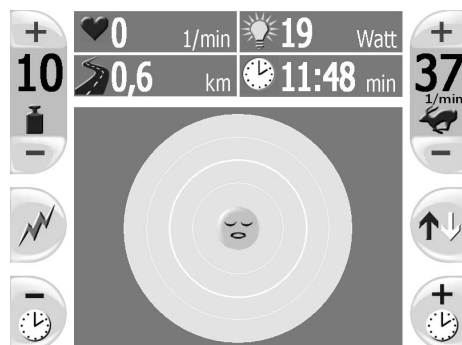 + 0 1/min 19 Watt +
10 0,6 km 11:48 min 37
1/min
− −
− +